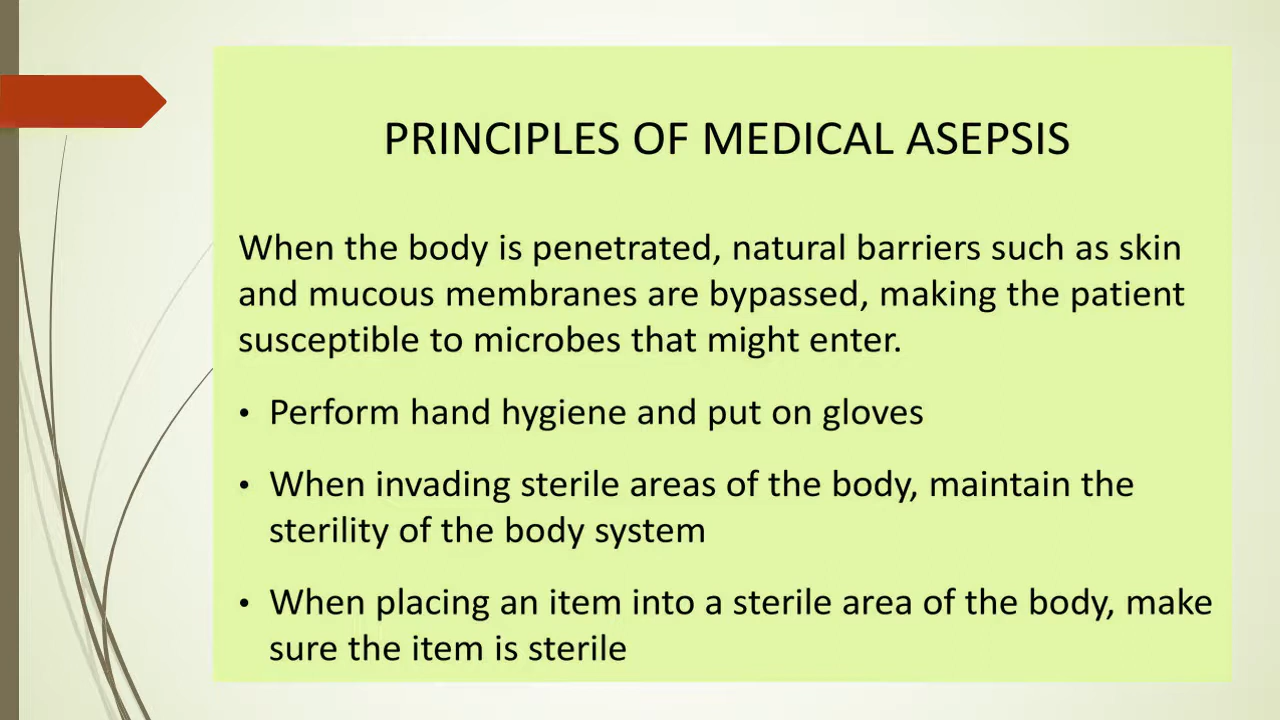 PRINCIPLES OF MEDICAL ASEPSIS
When the body is penetrated, natural barriers such as skin
and mucous membranes are bypassed, making the patient
susceptible to microbes that might enter.
• Perform hand hygiene and put on gloves
• When invading sterile areas of the body, maintain the
sterility of the body system
• When placing an item into a sterile area of the body, make
sure the item is sterile